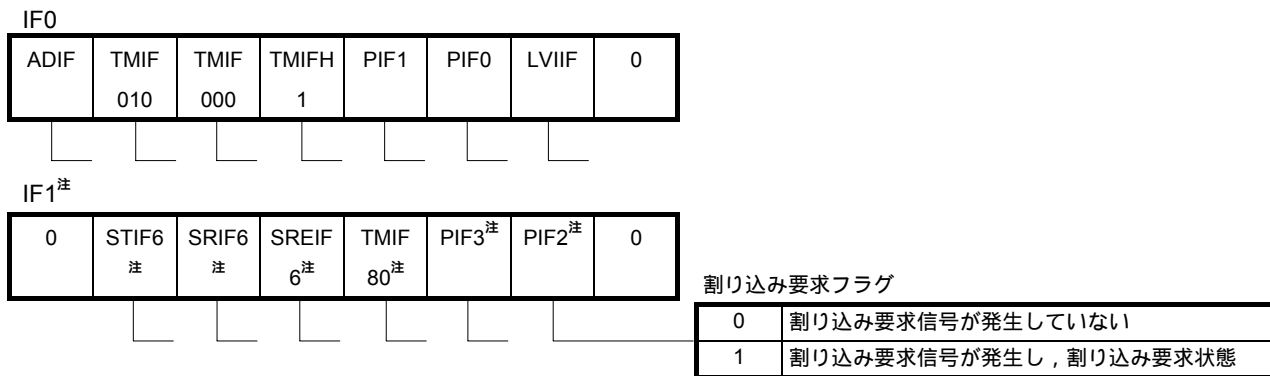 IF0
ADIF TMIF TMIF TMIFH PIF1 PIF0 LVIIF 0
010 000 1
IF1注
0 STIF6 SRIF6 SREIF TMIF PIF3注 PIF2注 0
注 注 6注 80注
割り込み要求フラグ
0 割り込み要求信号が発生していない
1 割り込み要求信号が発生し，割り込み要求状態